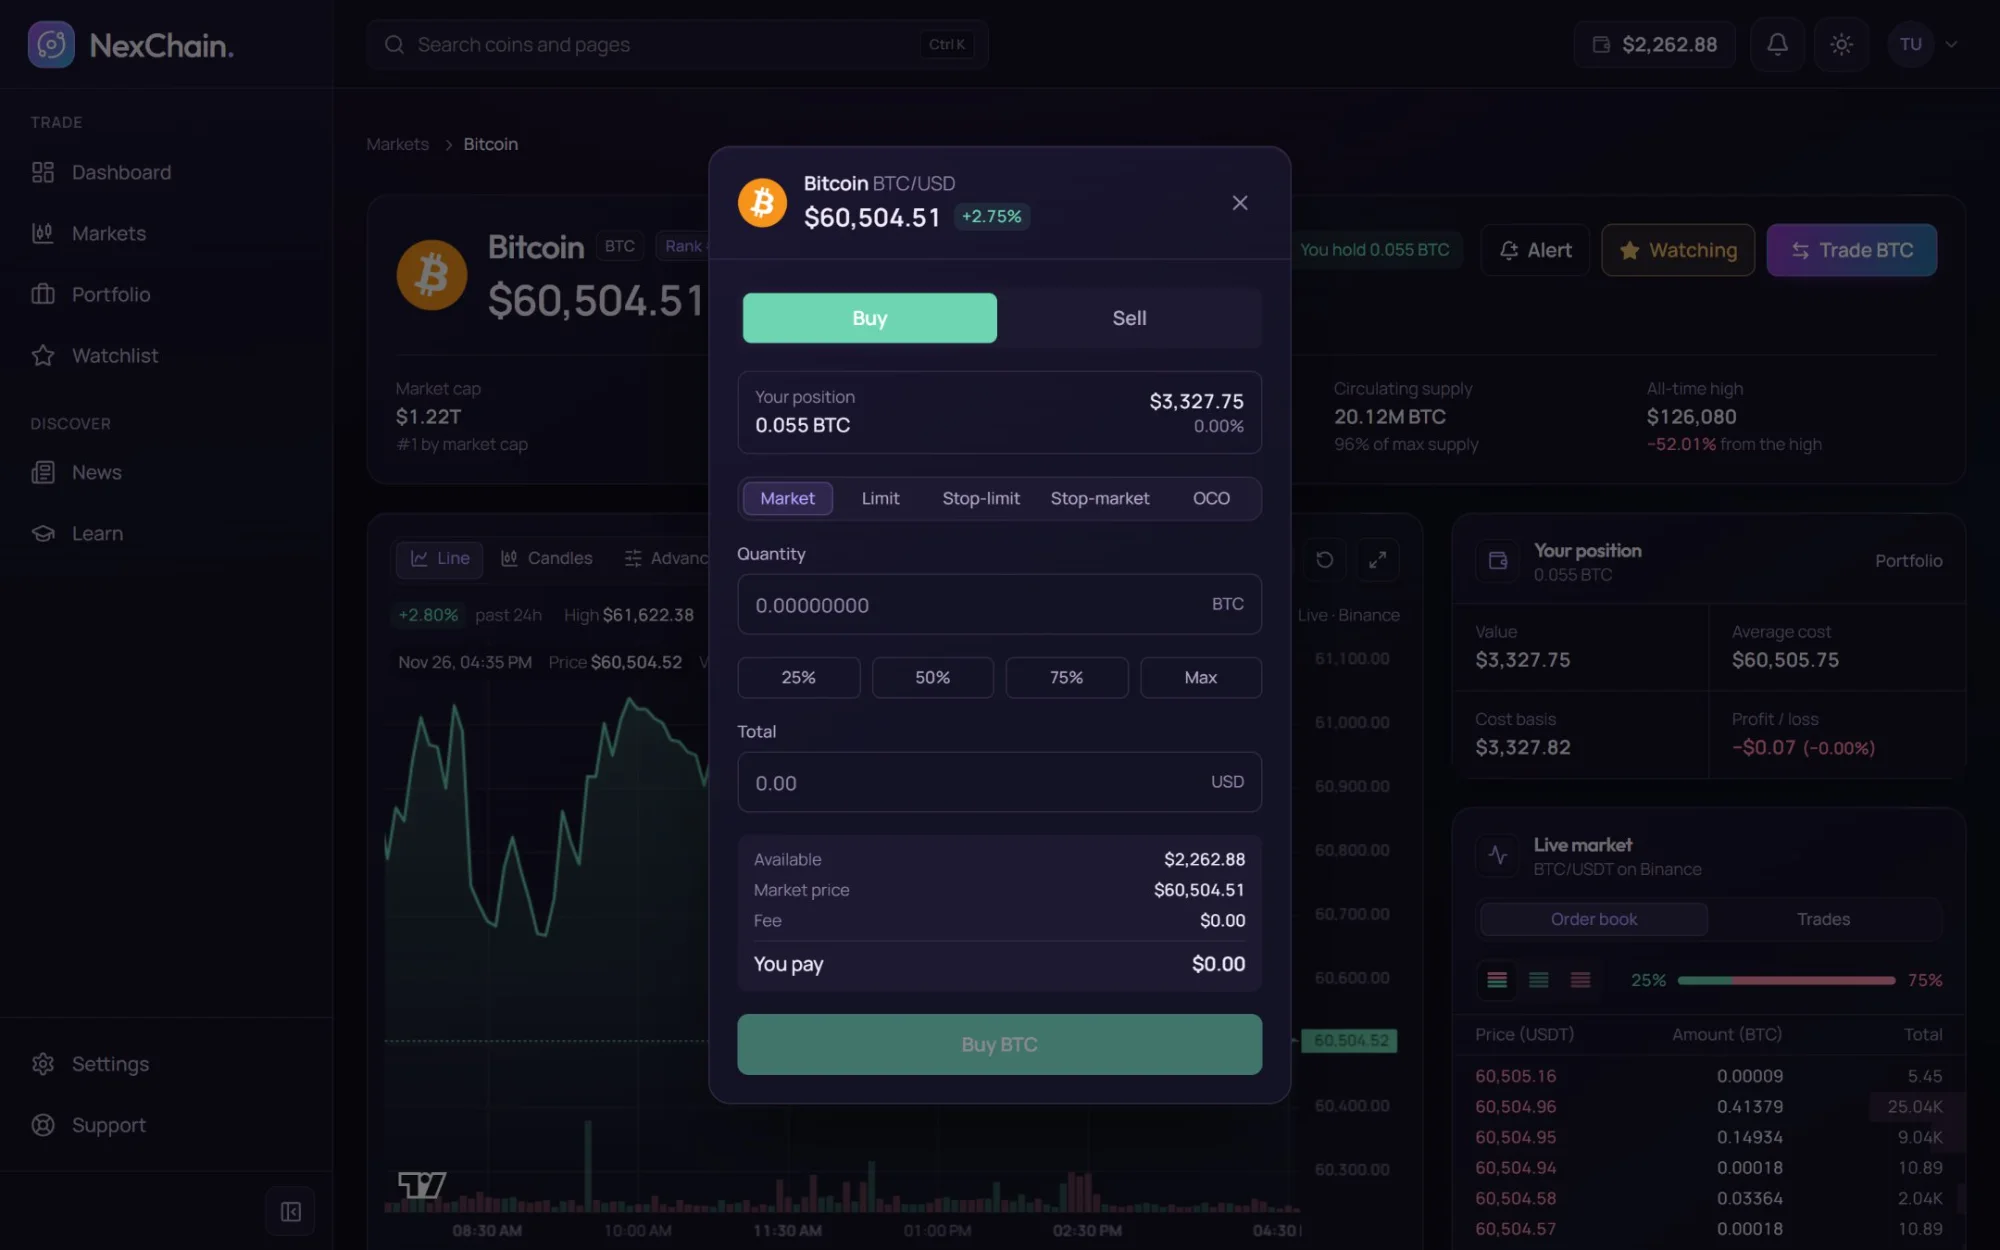 NexChain.
Search coins and pages
Ctrl K
$2,262.88
TU
TRADE
Dashboard
Markets
Portfolio
Watchlist
DISCOVER
News
Learn
Settings
Support
Markets > Bitcoin
Bitcoin BTC Rank
$60,504.51
You hold 0.055 BTC
Alert
Watching
Trade BTC
Market cap
$1.22T
#1 by market cap
Circulating supply
20.12M BTC
96% of max supply
All-time high
$126,080
−52.01% from the high
Line
Candles
Advanc
+2.80% past 24h High $61,622.38
Live · Binance
Nov 26, 04:35 PM Price $60,504.52 V
61,100.00
61,000.00
60,900.00
60,800.00
60,700.00
60,600.00
60,504.52
60,400.00
60,300.00
08:30 AM
10:00 AM
11:30 AM
01:00 PM
02:30 PM
04:30
Bitcoin BTC/USD
$60,504.51 +2.75%
Buy
Sell
Your position
0.055 BTC
$3,327.75
0.00%
Market
Limit
Stop-limit
Stop-market
OCO
Quantity
0.00000000 BTC
25%
50%
75%
Max
Total
0.00 USD
Available $2,262.88
Market price $60,504.51
Fee $0.00
You pay $0.00
Buy BTC
Your position
0.055 BTC
Portfolio
Value
$3,327.75
Average cost
$60,505.75
Cost basis
$3,327.82
Profit / loss
−$0.07 (−0.00%)
Live market
BTC/USDT on Binance
Order book
Trades
25%
75%
Price (USDT) Amount (BTC) Total
60,505.16 0.00009 5.45
60,504.96 0.41379 25.04K
60,504.95 0.14934 9.04K
60,504.94 0.00018 10.89
60,504.58 0.03364 2.04K
60,504.57 0.00018 10.89